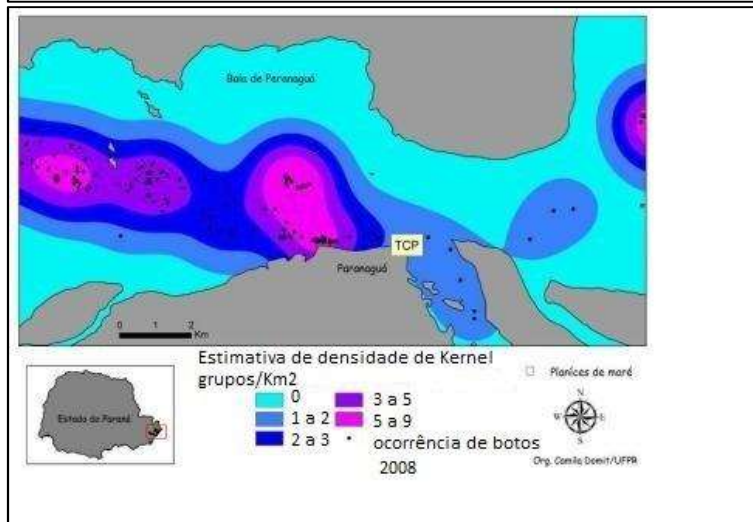 Baía de Paranaguá
TCP
Paranaguá
0 1 2
Km
Estimativa de densidade de Kernel
grupos/Km2
0
1 a 2
2 a 3
3 a 5
5 a 9
ocorrência de botos
2008
Planíces de maré
Estado do Paraná
N
W E
S
Org. Camila Domit/UFPR